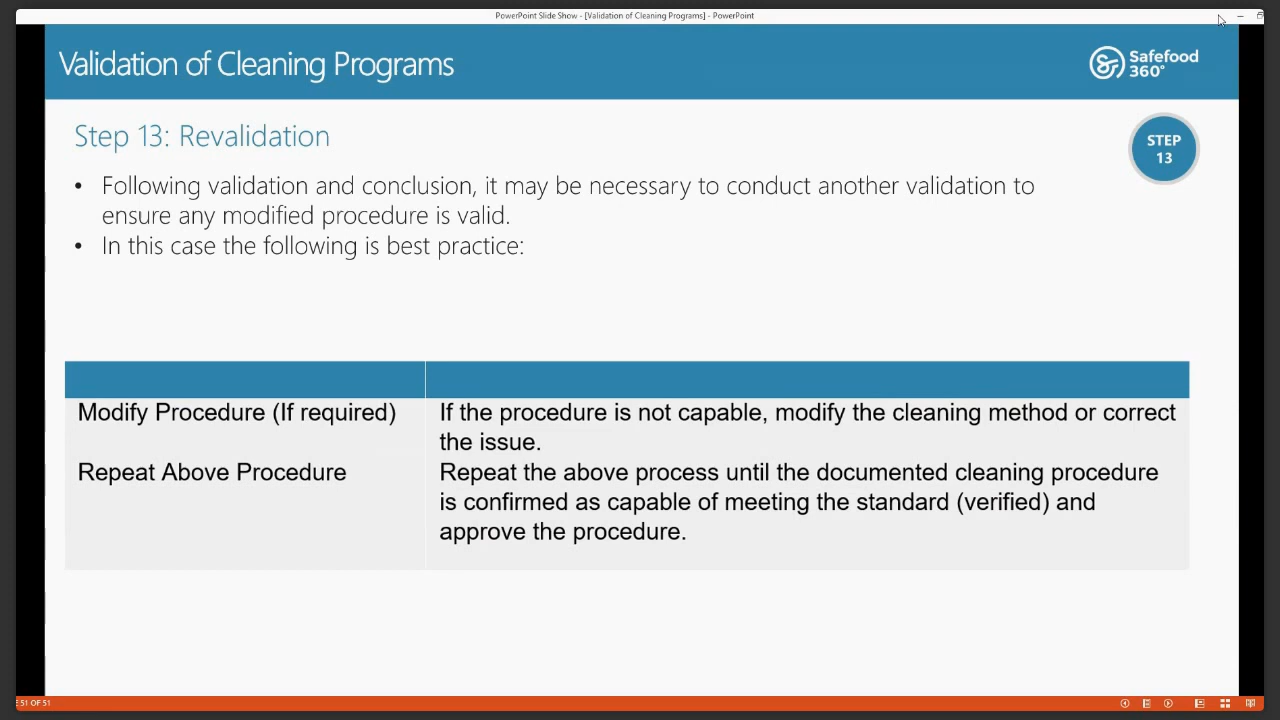 PowerPoint Slide Show - [Validation of Cleaning Programs] - PowerPoint
Validation of Cleaning Programs
Safefood
360°
Step 13: Revalidation
STEP
13
• Following validation and conclusion, it may be necessary to conduct another validation to
ensure any modified procedure is valid.
• In this case the following is best practice:
Modify Procedure (If required)
If the procedure is not capable, modify the cleaning method or correct
the issue.
Repeat Above Procedure
Repeat the above process until the documented cleaning procedure
is confirmed as capable of meeting the standard (verified) and
approve the procedure.
E 51 OF 51